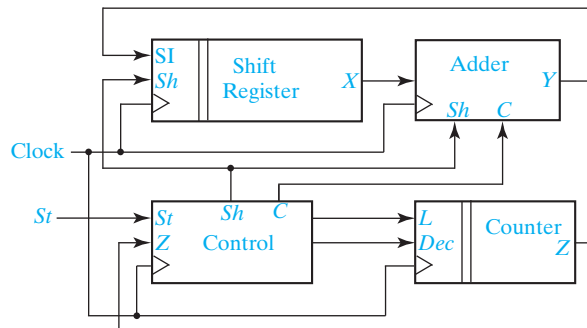 SI
Sh
Shift
Register
X
Adder
Y
Sh C
Clock
St
St
Z
Sh C
Control
L
Dec
Counter
Z